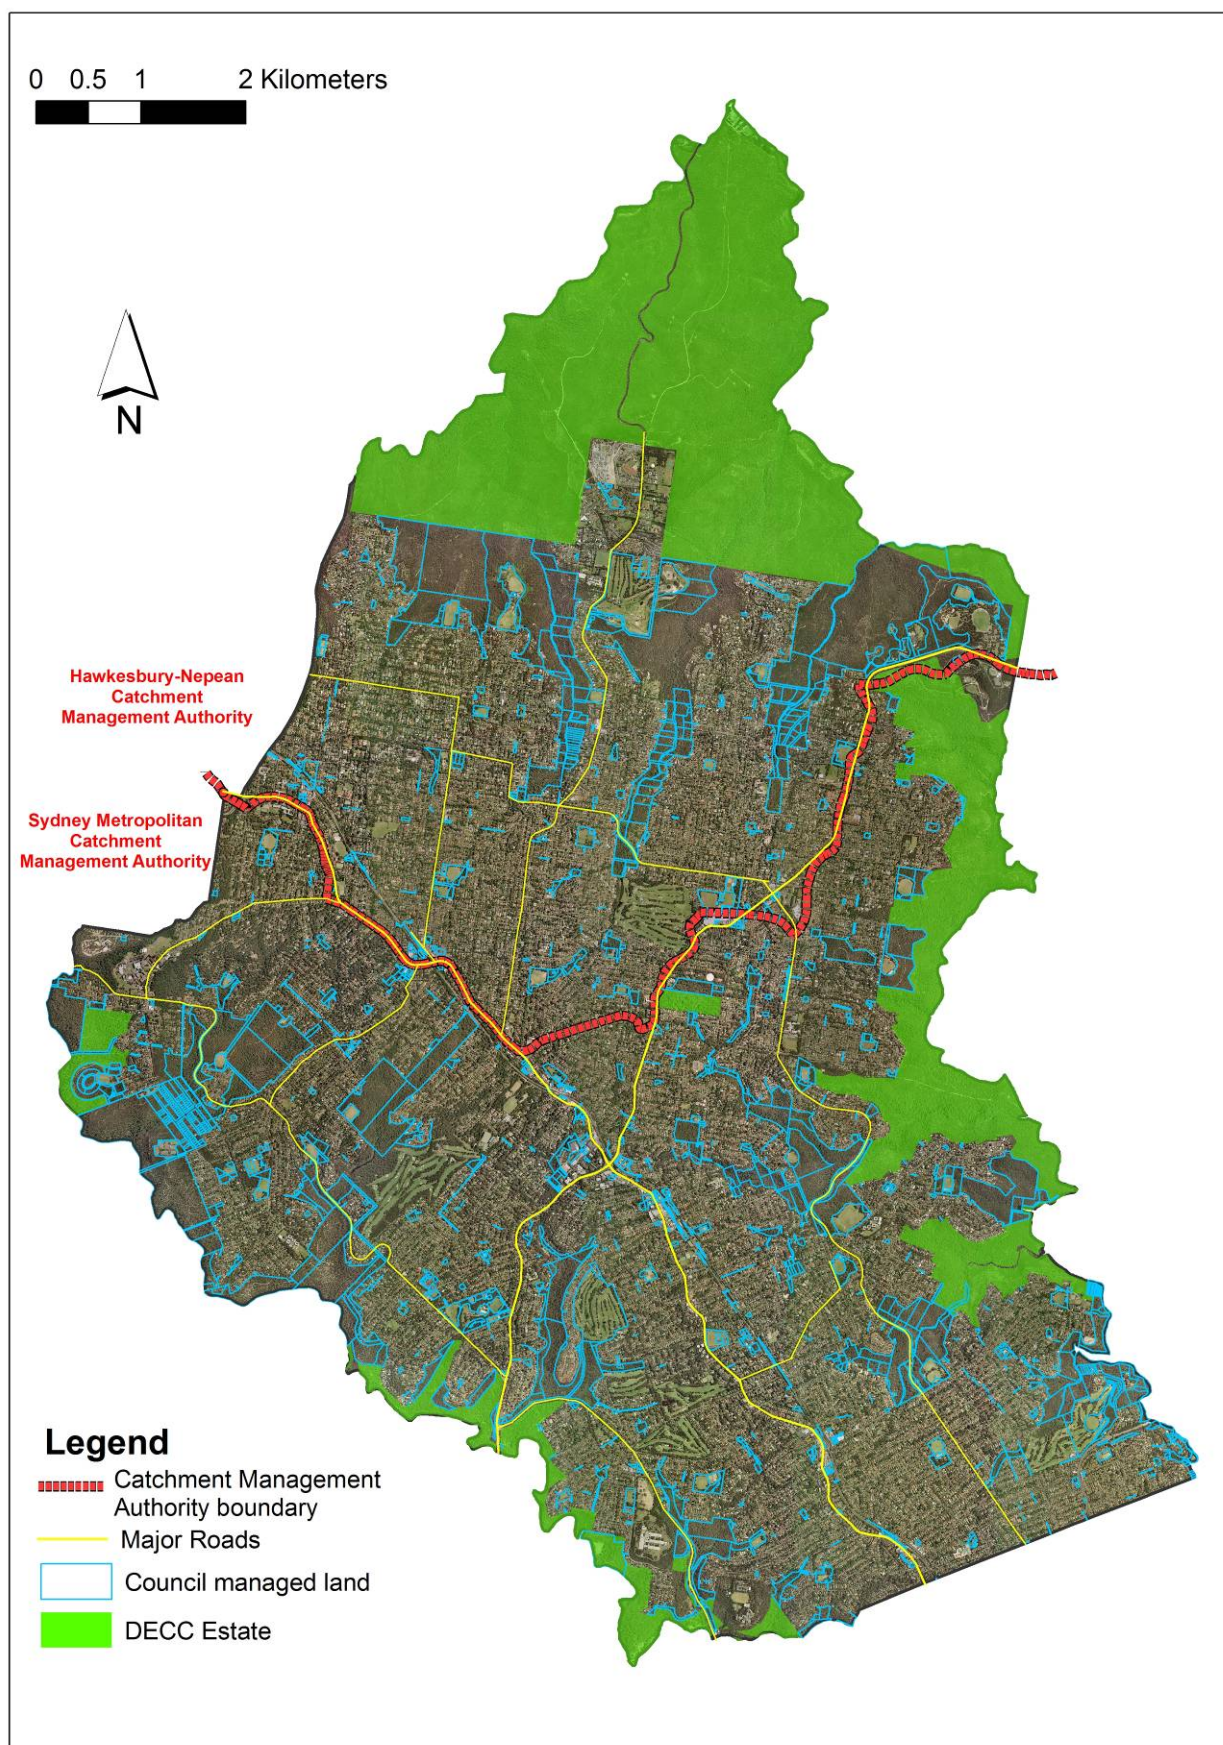 0 0.5 1 2 Kilometers
N
Hawkesbury-Nepean
Catchment
Management Authority
Sydney Metropolitan
Catchment
Management Authority
Legend
Catchment Management
Authority boundary
Major Roads
Council managed land
DECC Estate